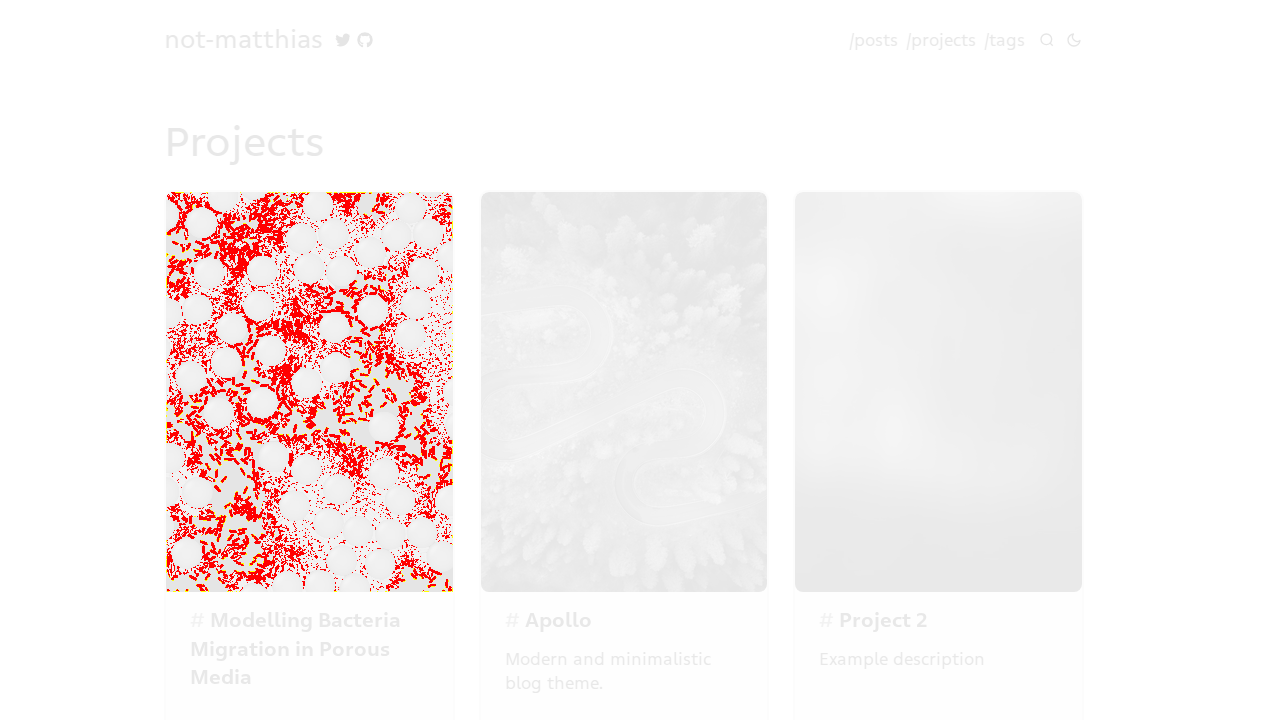 not-matthias
/posts /projects /tags
Projects
# Modelling Bacteria
Migration in Porous
Media
# Apollo
Modern and minimalistic
blog theme.
# Project 2
Example description